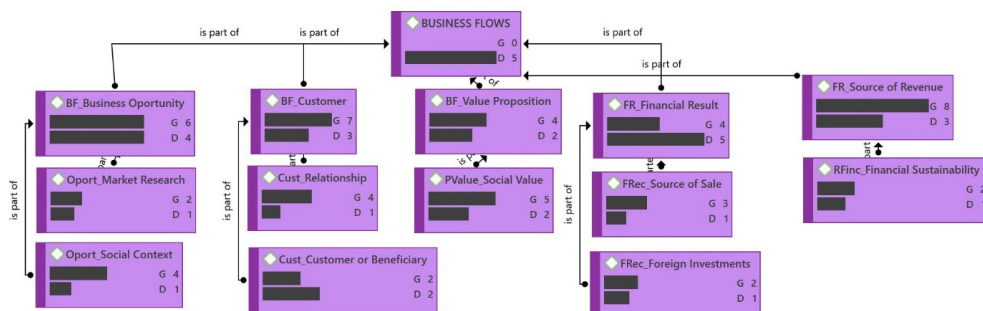 BUSINESS FLOWS
G 0
D 5
is part of
is part of
is part of
is part of
BF_Business Oportunity
G 6
D 4
BF_Customer
G 7
D 3
BF_Value Proposition
G 4
D 2
FR_Financial Result
G 4
D 5
FR_Source of Revenue
G 8
D 3
Oport_Market Research
G 2
D 1
Cust_Relationship
G 4
D 1
PValue_Social Value
G 5
D 2
FRec_Source of Sale
G 3
D 1
RFinc_Financial Sustainability
G 2
D
is part of
is part of
is part of
Oport_Social Context
G 4
D 1
Cust_Customer or Beneficiary
G 2
D 2
FRec_Foreign Investments
G 2
D 1